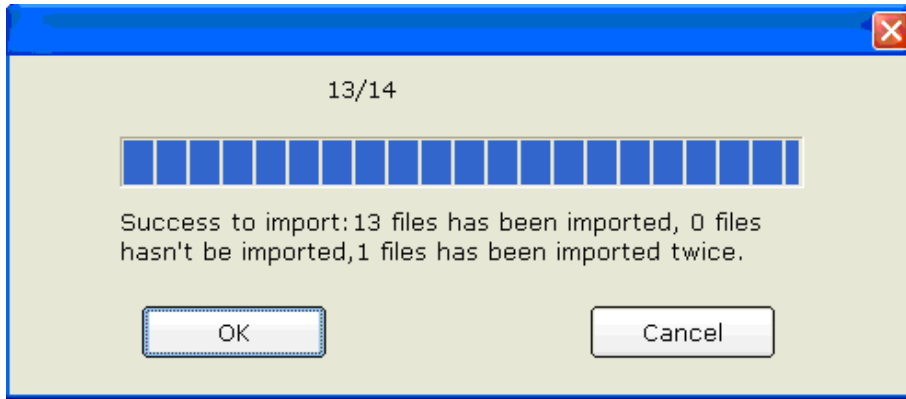 13/14
Success to import: 13 files has been imported, 0 files
hasn't be imported,1 files has been imported twice.
OK Cancel